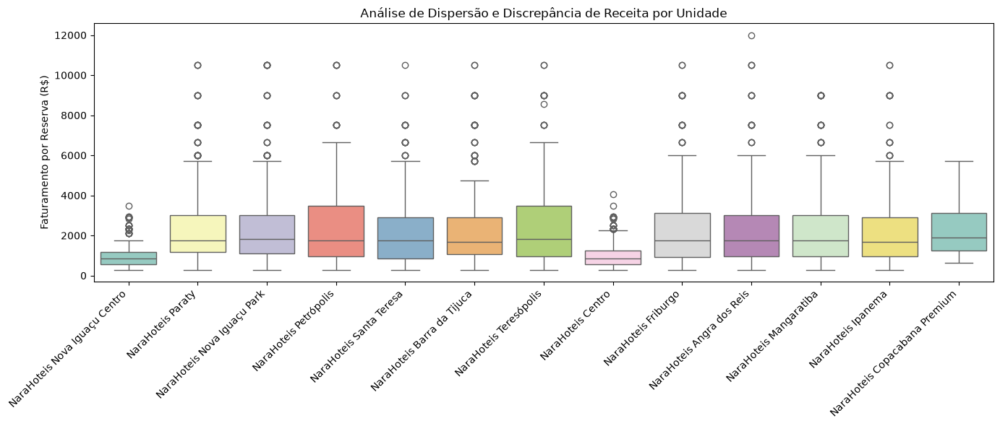 Análise de Dispersão e Discrepância de Receita por Unidade
Faturamento por Reserva (R$)
12000
10000
8000
6000
4000
2000
0
NaraHoteis Nova Iguaçu Centro
NaraHoteis Paraty
NaraHoteis Nova Iguaçu Park
NaraHoteis Petrópolis
NaraHoteis Santa Teresa
NaraHoteis Barra da Tijuca
NaraHoteis Teresópolis
NaraHoteis Centro
NaraHoteis Friburgo
NaraHoteis Angra dos Reis
NaraHoteis Mangaratiba
NaraHoteis Ipanema
NaraHoteis Copacabana Premium